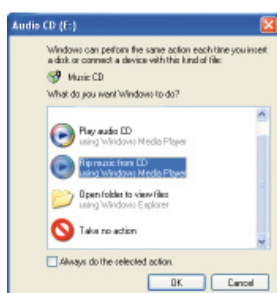 Audio CD (E:)
Windows can perform the same action each time you insert
a disk or connect a device with this kind of file:
Music CD
What do you want Windows to do?
Play audio CD
using Windows Media Player
Rip music from CD
using Windows Media Player
Open folder to view files
using Windows Explorer
Take no action
Always do the selected action.
OK
Cancel